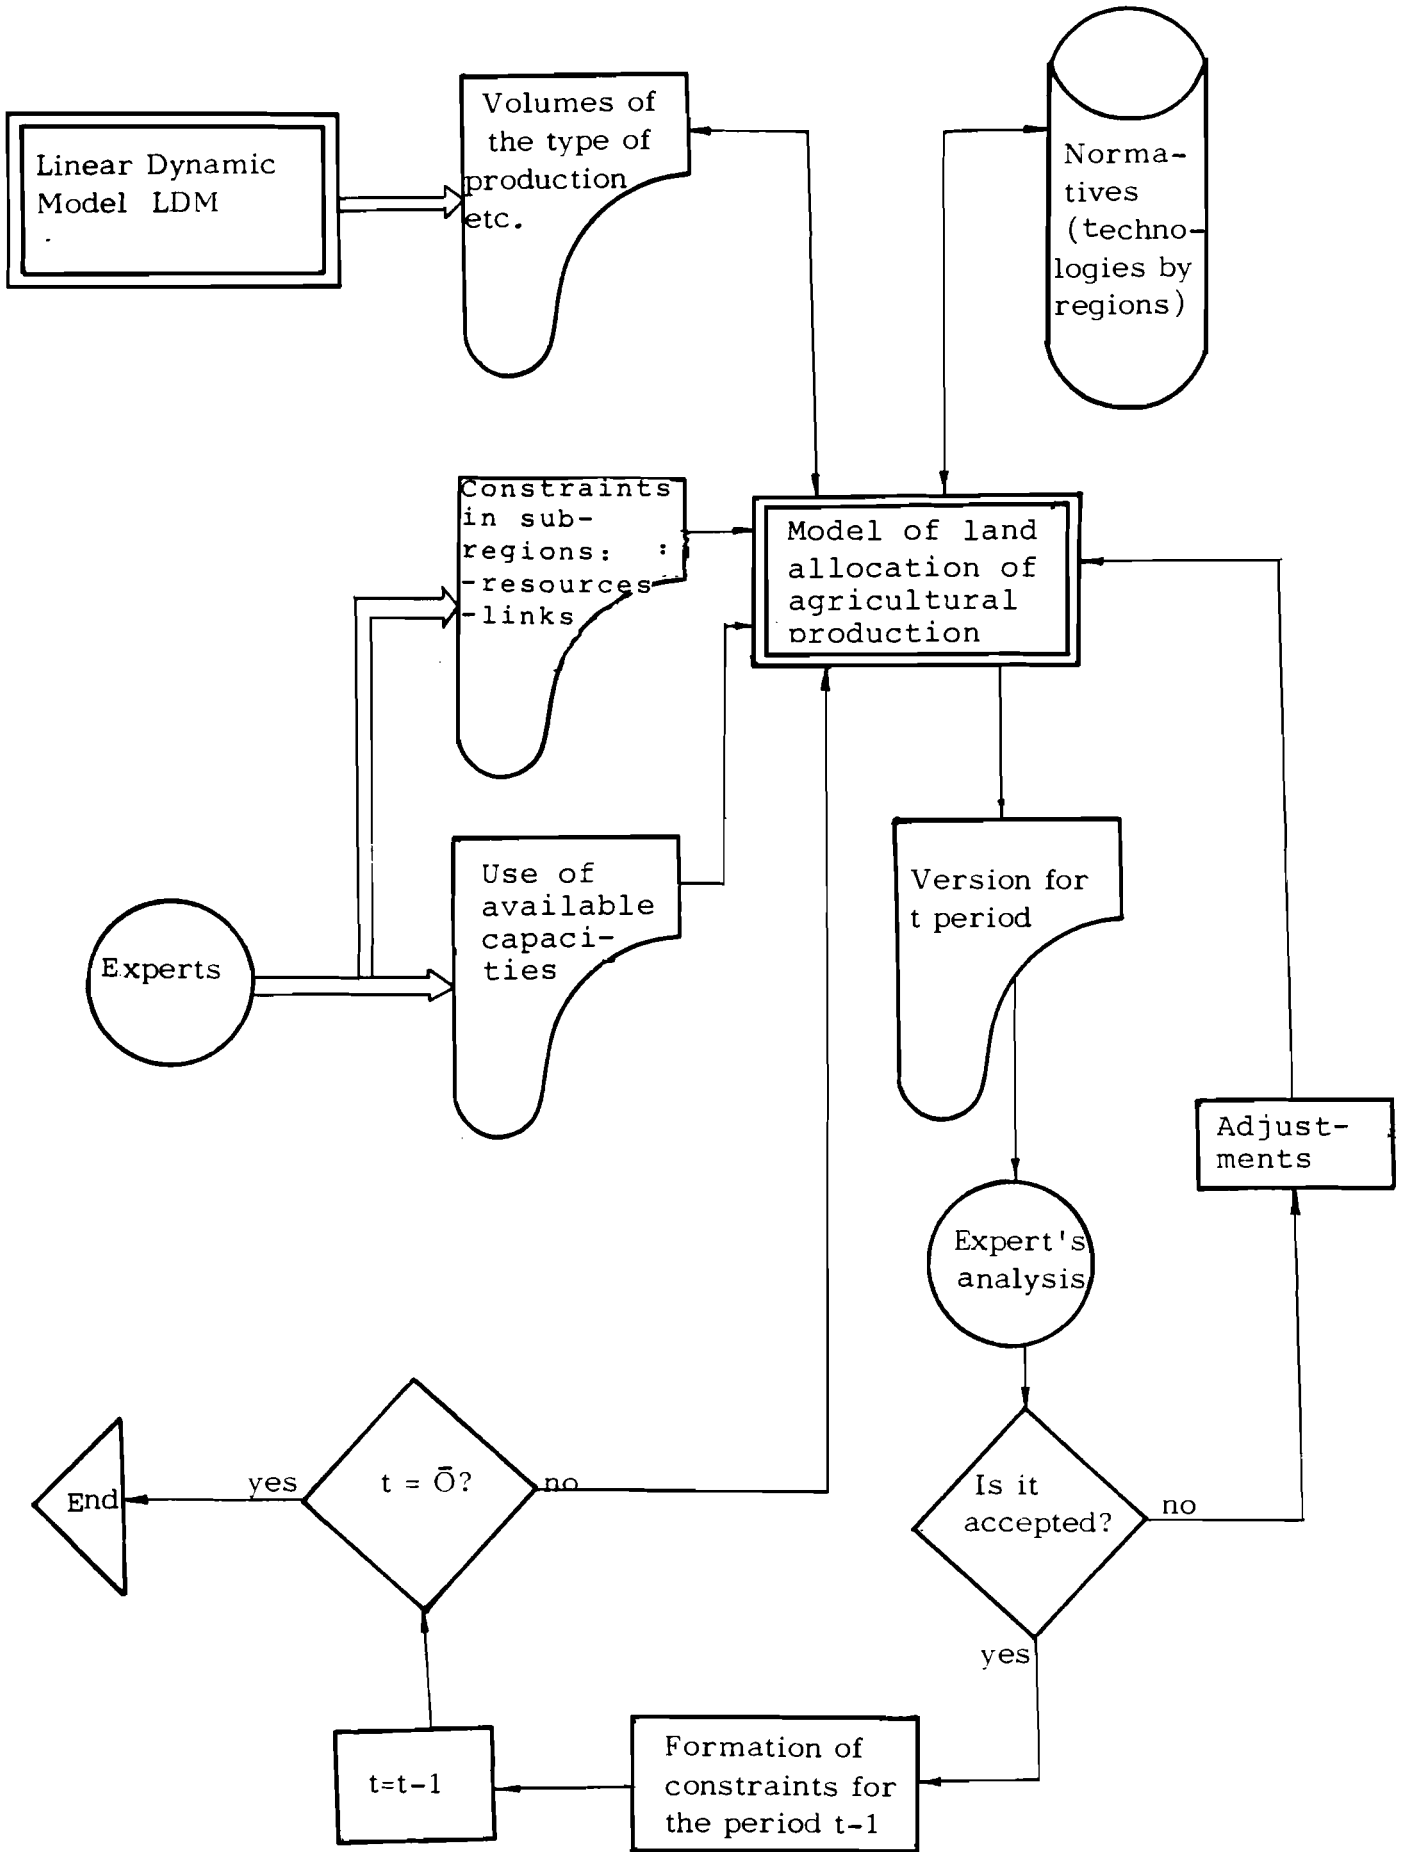 Volumes of
the type of
production
etc.
Linear Dynamic
Model LDM
Norma-
tives
(techno-
logies by
regions)
Constraints
in sub-
regions: :
-resources
-links
Model of land
allocation of
agricultural
production
Use of
available
capaci-
ties
Experts
Version for
t period
Adjust-
ments
Expert's
analysis
Is it
accepted?
no
yes
t = Ō?
yes
no
End
Formation of
constraints for
the period t-1
t=t-1